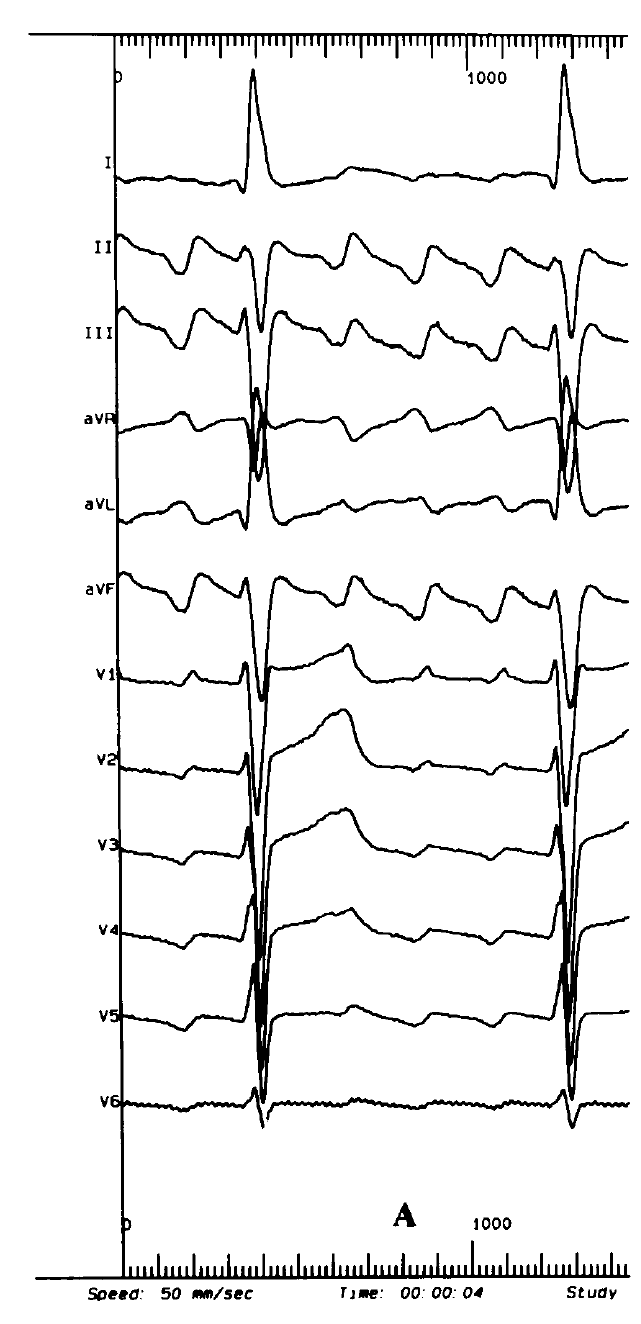 0 1000
I
II
III
aVR
aVL
aVF
V1
V2
V3
V4
V5
V6
A
0 1000
Speed: 50 mm/sec Time: 00:00:04 Study